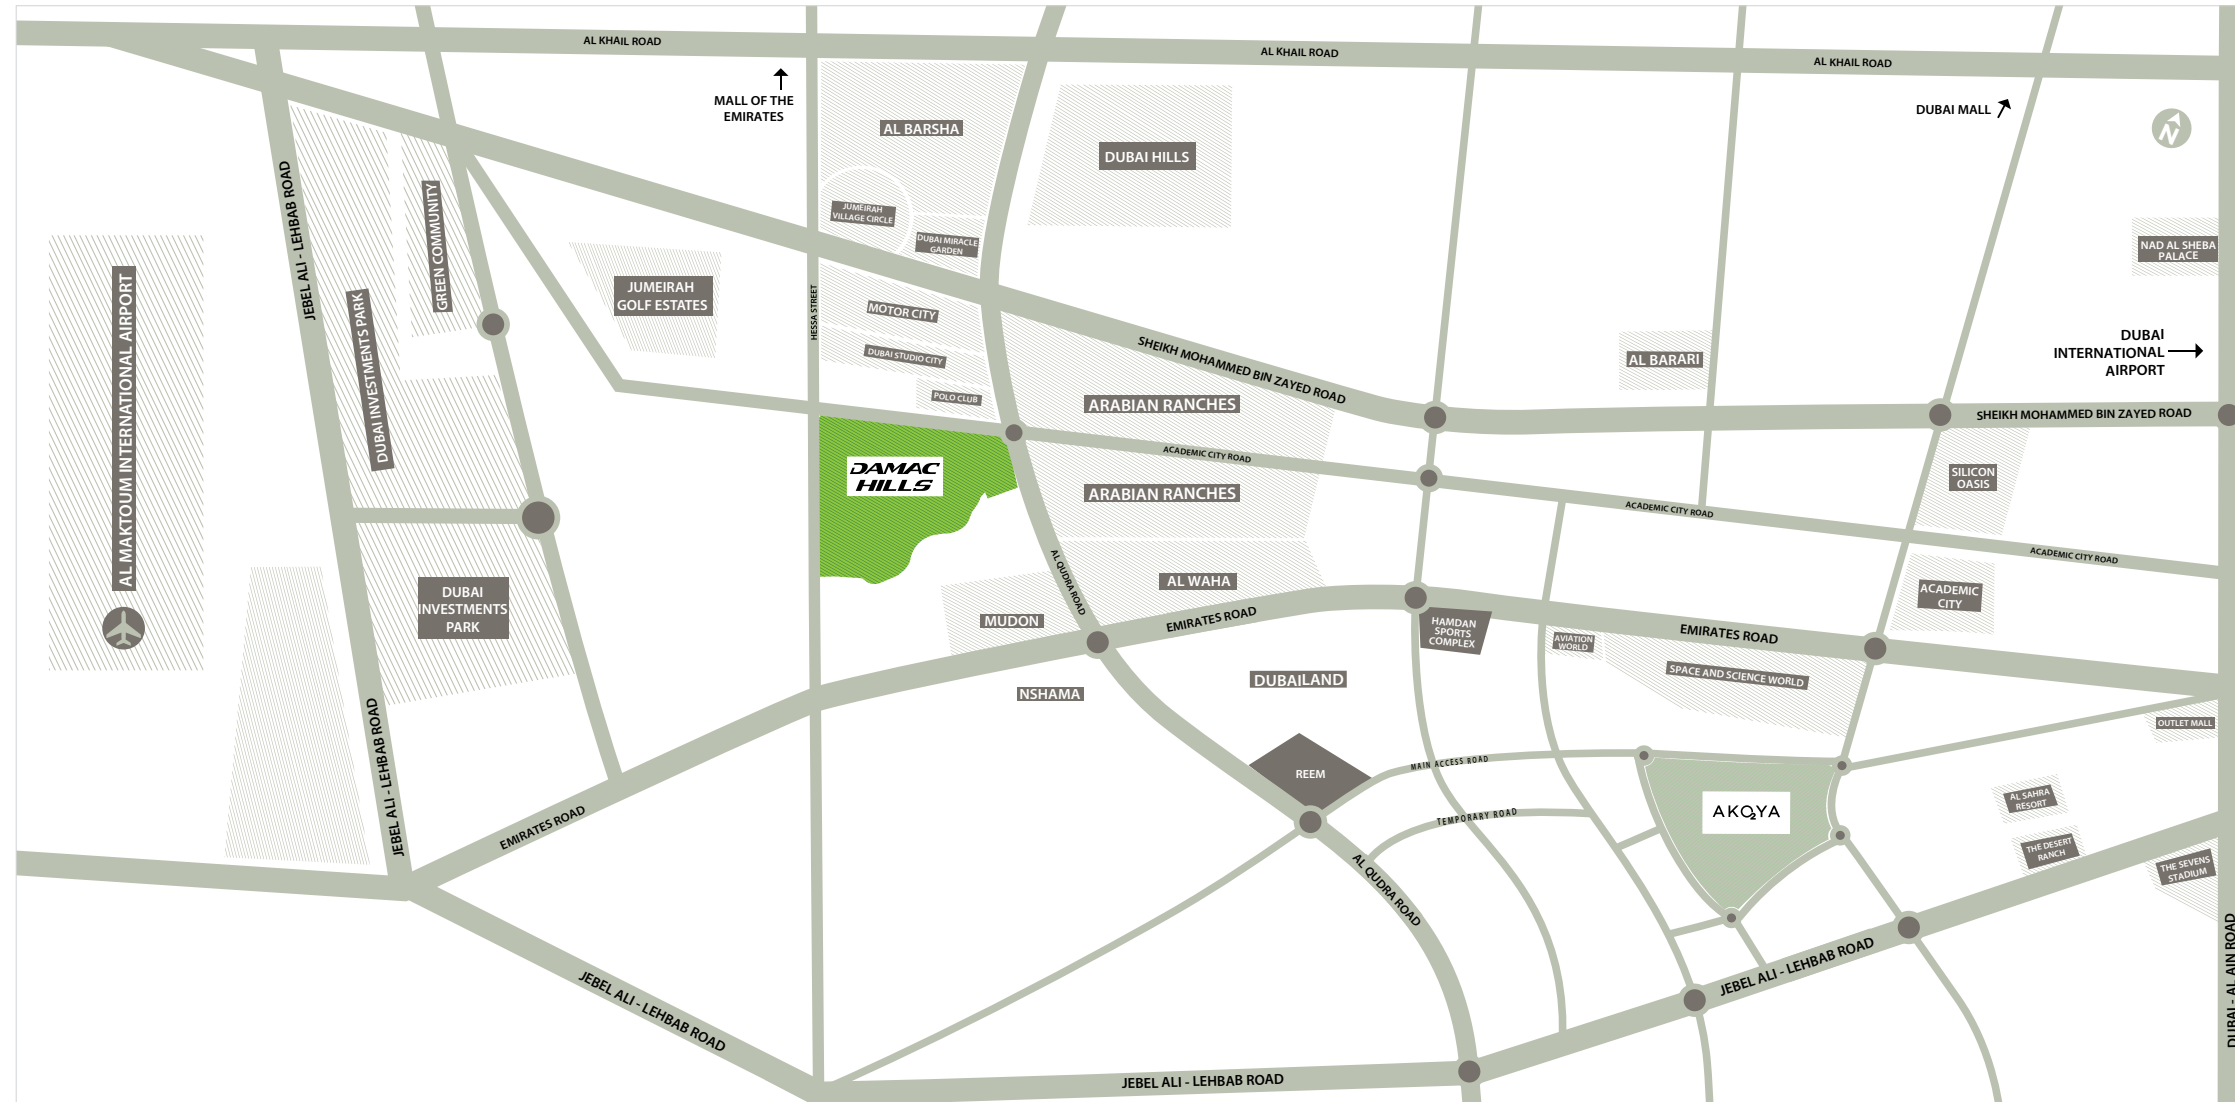 AL KHAIL ROAD
AL KHAIL ROAD
AL KHAIL ROAD
MALL OF THE
EMIRATES
DUBAI MALL
N
AL BARSHA
DUBAI HILLS
JEBEL ALI - LEHBAB ROAD
GREEN COMMUNITY
JUMEIRAH
VILLAGE CIRCLE
DUBAI MIRACLE
GARDEN
NAD AL SHEBA
PALACE
AL MAKTOUM INTERNATIONAL AIRPORT
DUBAI INVESTMENTS PARK
JUMEIRAH
GOLF ESTATES
HESSA STREET
MOTOR CITY
DUBAI STUDIO CITY
POLO CLUB
SHEIKH MOHAMMED BIN ZAYED ROAD
AL BARARI
DUBAI
INTERNATIONAL
AIRPORT
ARABIAN RANCHES
SHEIKH MOHAMMED BIN ZAYED ROAD
DAMAC
HILLS
ACADEMIC CITY ROAD
ARABIAN RANCHES
SILICON
OASIS
ACADEMIC CITY ROAD
ACADEMIC CITY ROAD
AL QUDRA ROAD
AL WAHA
DUBAI
INVESTMENTS
PARK
MUDON
EMIRATES ROAD
ACADEMIC
CITY
HAMDAN
SPORTS
COMPLEX
AVIATION
WORLD
EMIRATES ROAD
SPACE AND SCIENCE WORLD
NSHAMA
DUBAILAND
OUTLET MALL
JEBEL ALI - LEHBAB ROAD
REEM
MAIN ACCESS ROAD
TEMPORARY ROAD
AKO2YA
AL SAHRA
RESORT
EMIRATES ROAD
THE DESERT
RANCH
THE SEVENS
STADIUM
AL QUDRA ROAD
JEBEL ALI - LEHBAB ROAD
JEBEL ALI - LEHBAB ROAD
DUBAI - AL AIN ROAD
JEBEL ALI - LEHBAB ROAD